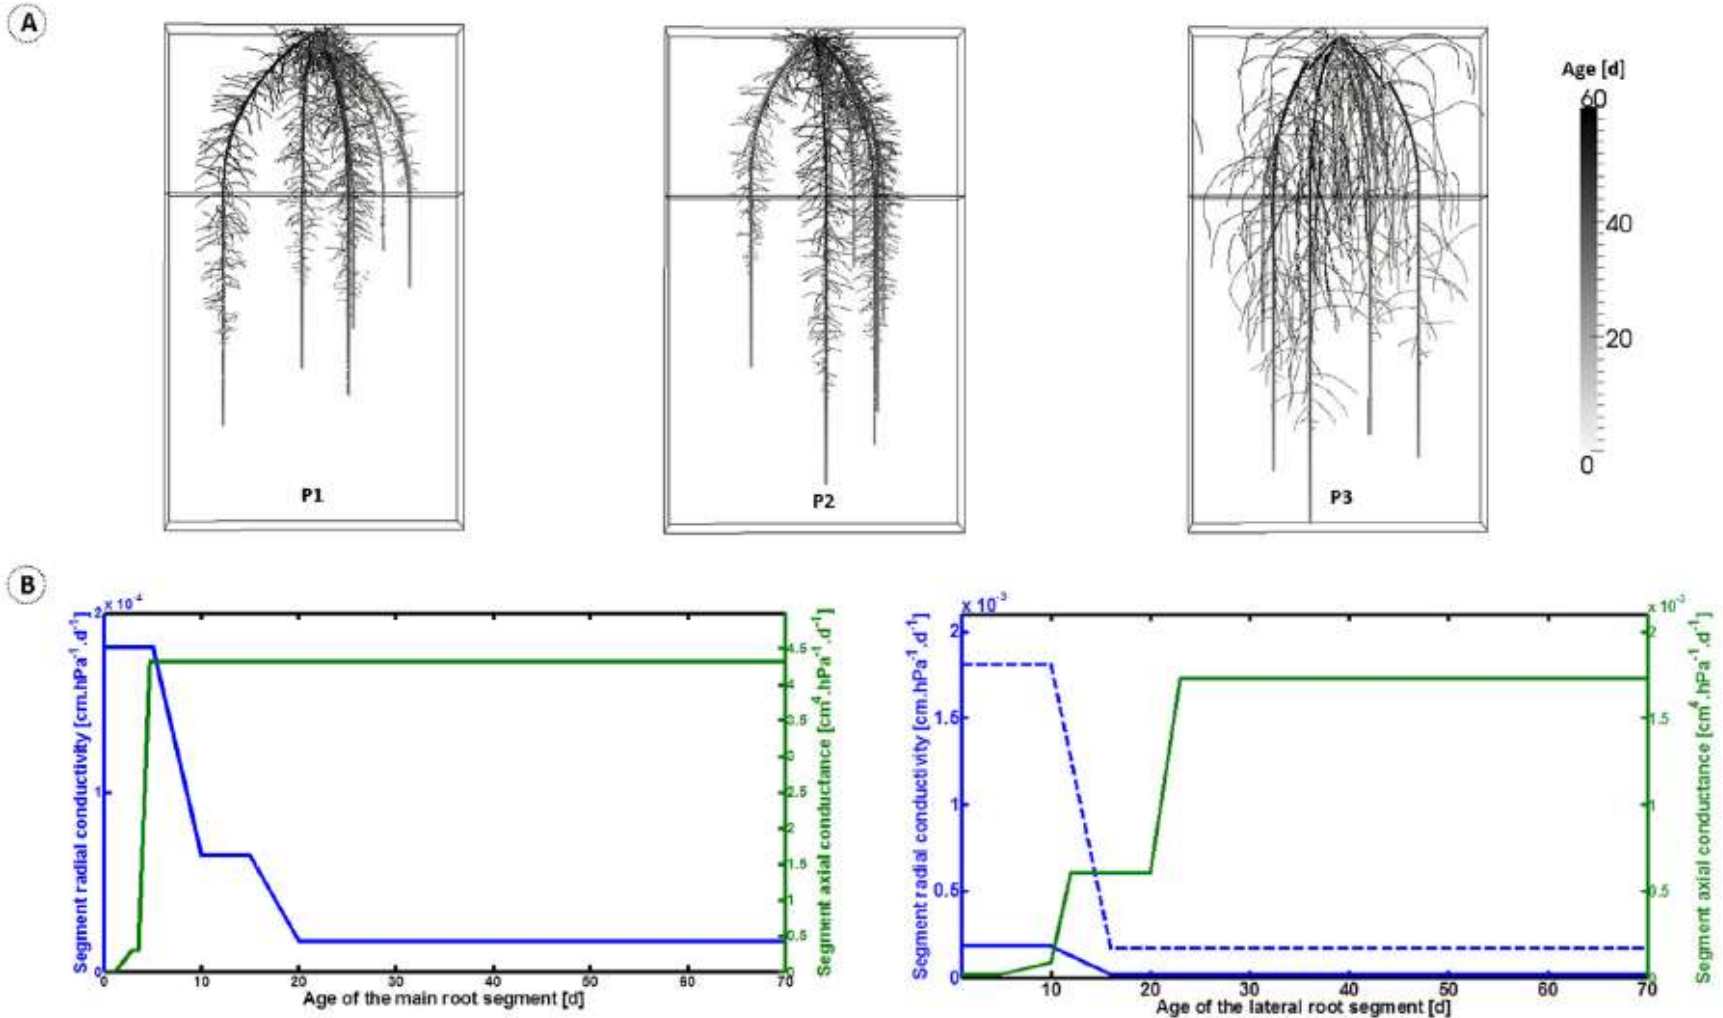 A
Age [d]
60
40
20
0
P1
P2
P3
B
2 x 10⁻⁴
1
0
Segment radial conductivity [cm.hPa⁻¹.d⁻¹]
4.5
4
3.5
3
2.5
2
1.5
1
0.5
0
Segment axial conductance [cm⁴.hPa⁻¹.d⁻¹]
0 10 20 30 40 50 60 70
Age of the main root segment [d]
x 10⁻³
2
1.5
1
0.5
0
Segment radial conductivity [cm.hPa⁻¹.d⁻¹]
x 10⁻³
2
1.5
1
0.5
0
Segment axial conductance [cm⁴.hPa⁻¹.d⁻¹]
10 20 30 40 50 60 70
Age of the lateral root segment [d]